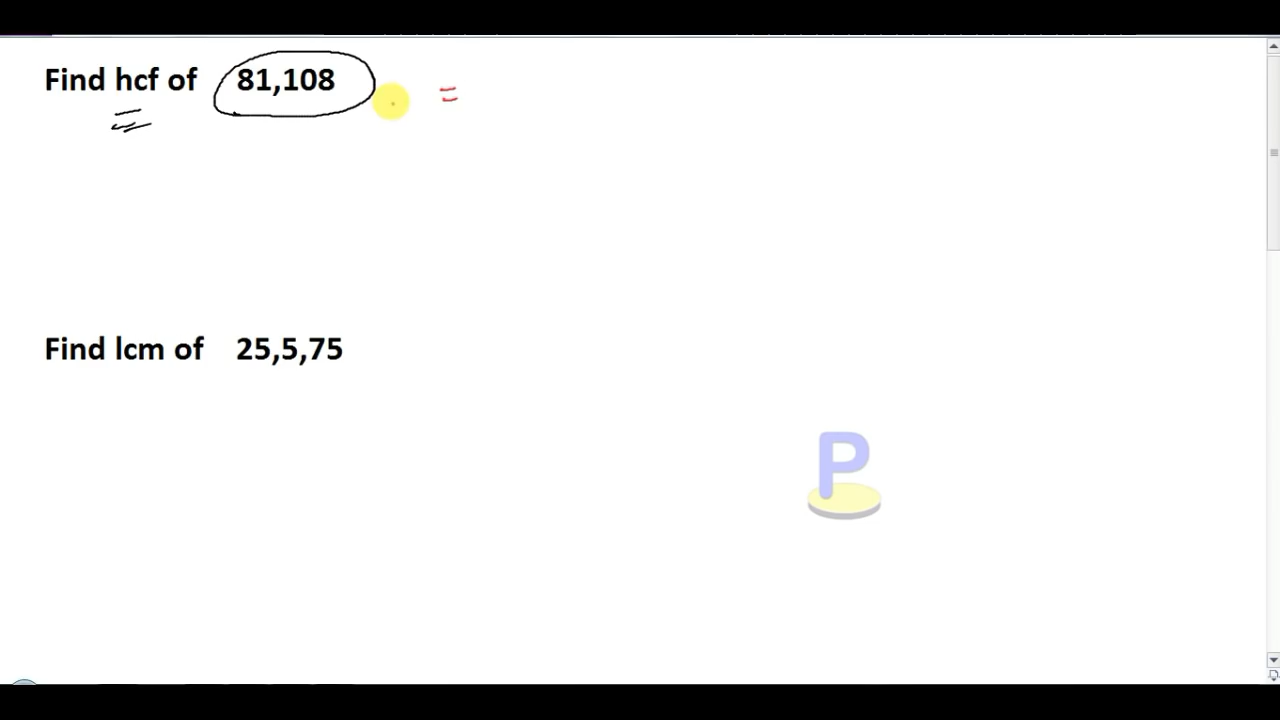 Find hcf of 81,108 =
Find lcm of 25,5,75
P